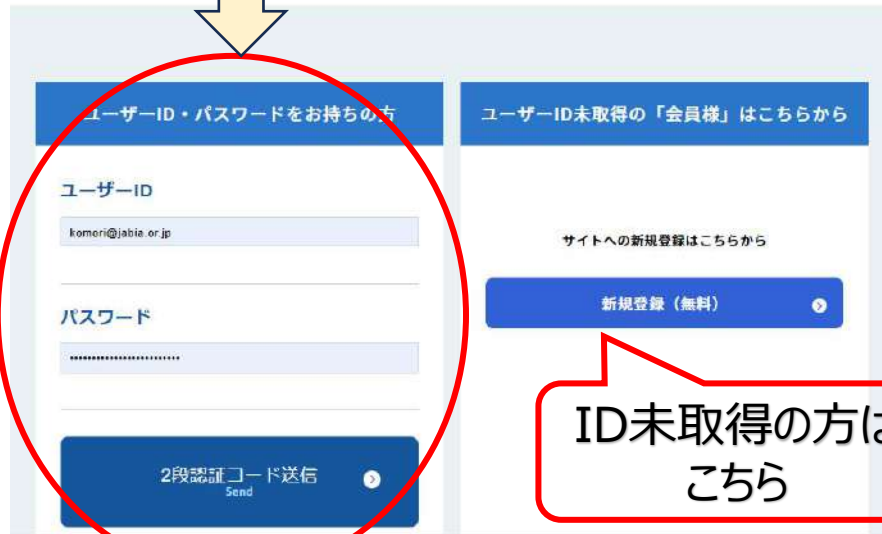 ユーザーID・パスワードをお持ちの方
ユーザーID
komori@jabia.or.jp
パスワード
2段認証コード送信
Send
ユーザーID未取得の「会員様」はこちらから
サイトへの新規登録はこちらから
新規登録（無料）
ID未取得の方は
こちら